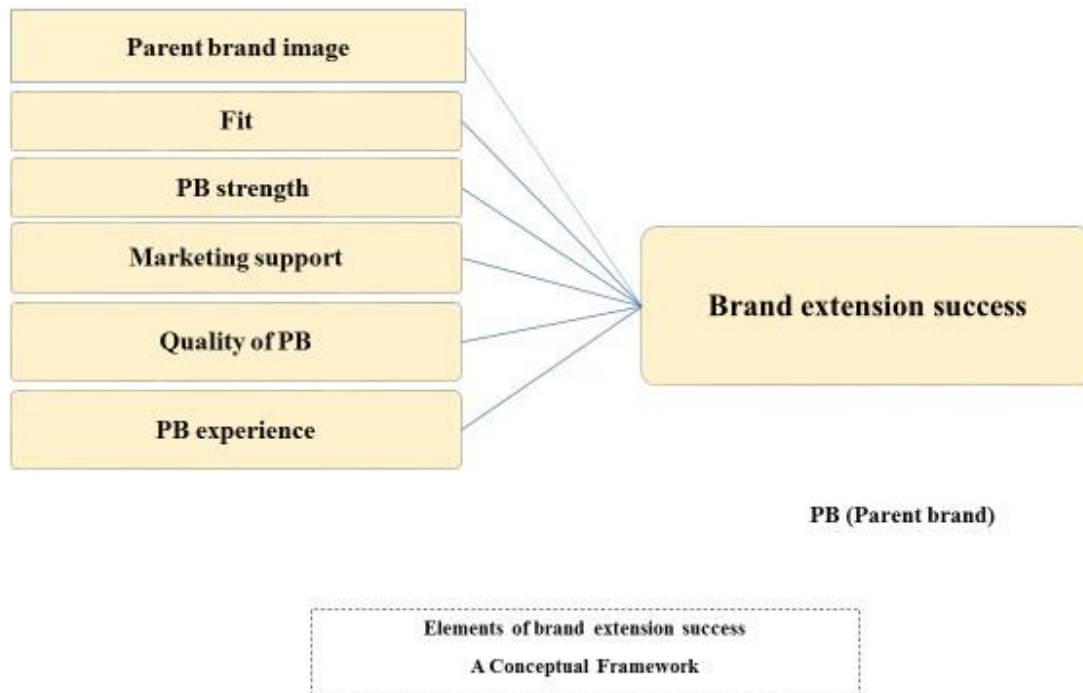 Parent brand image
Fit
PB strength
Marketing support
Quality of PB
PB experience
Brand extension success
PB (Parent brand)
Elements of brand extension success
A Conceptual Framework